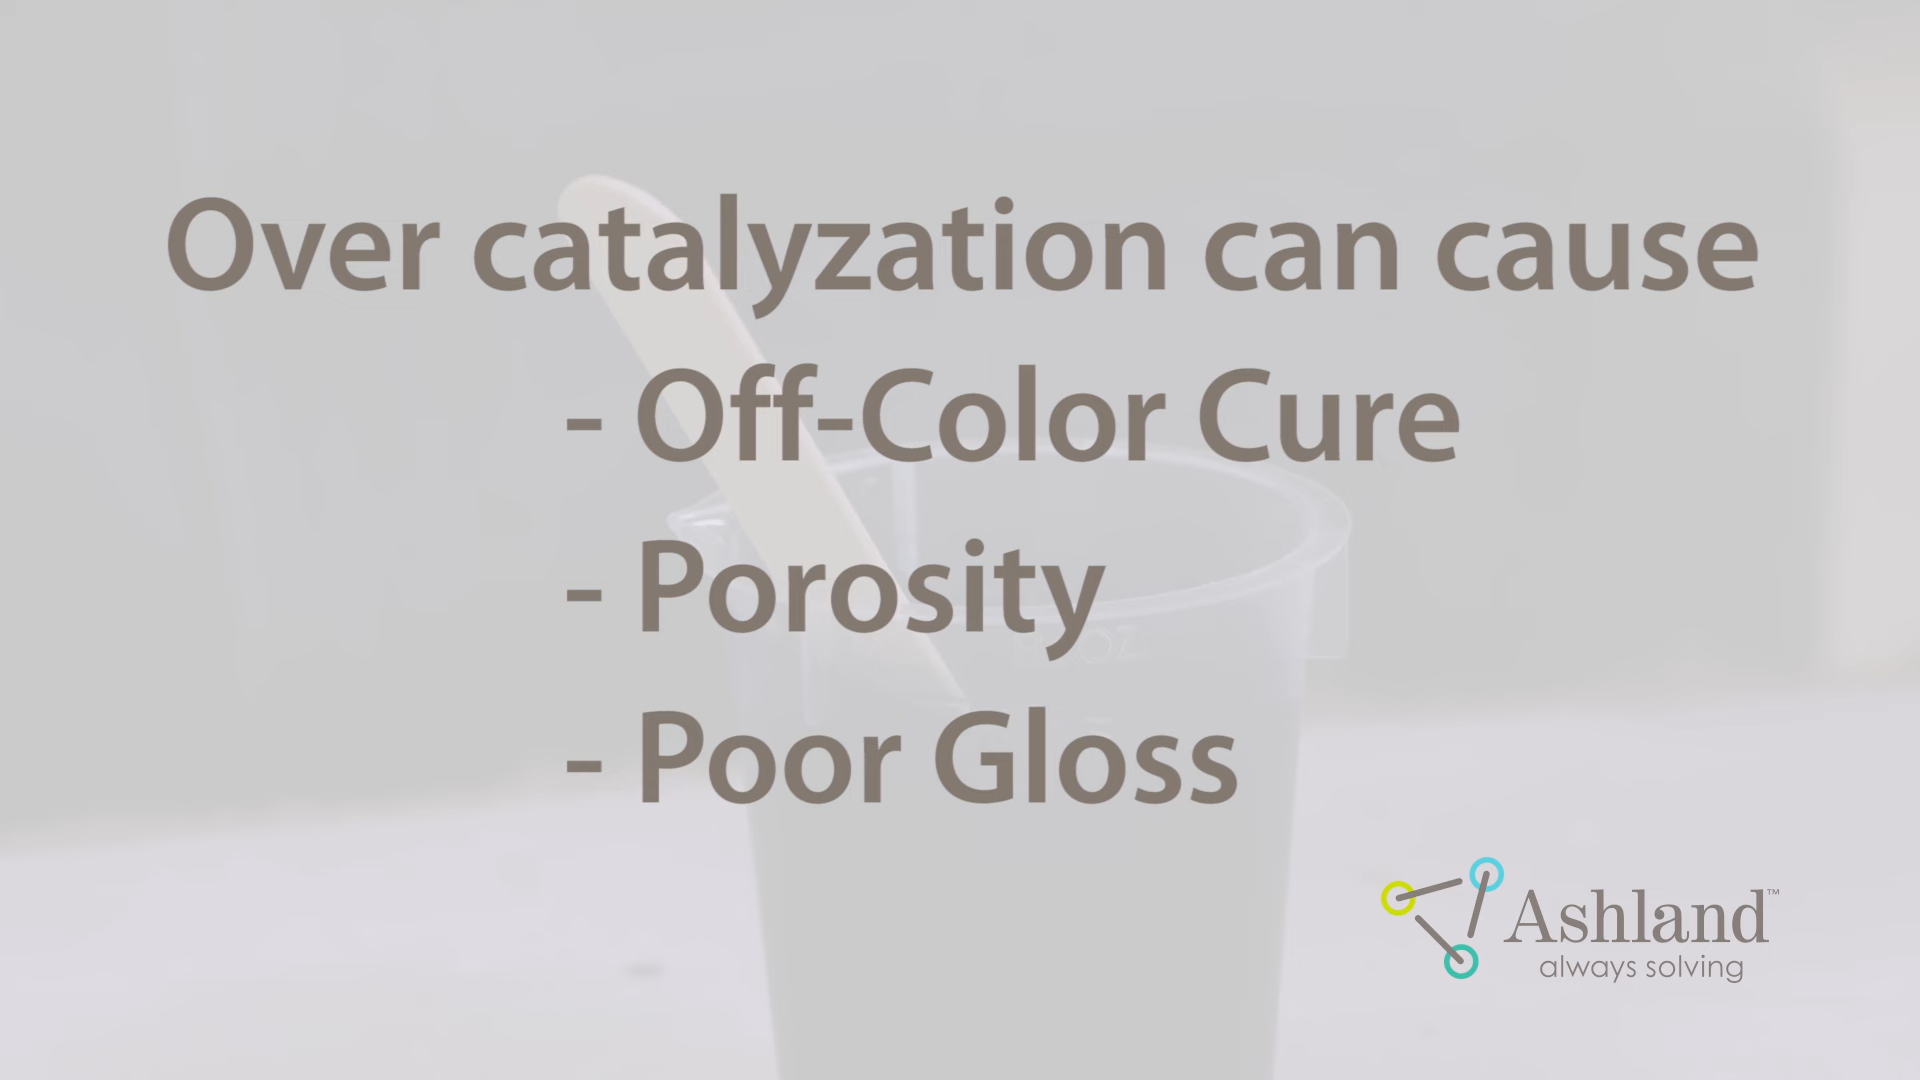 Over catalyzation can cause
- Off-Color Cure
- Porosity
- Poor Gloss
Ashland™
always solving